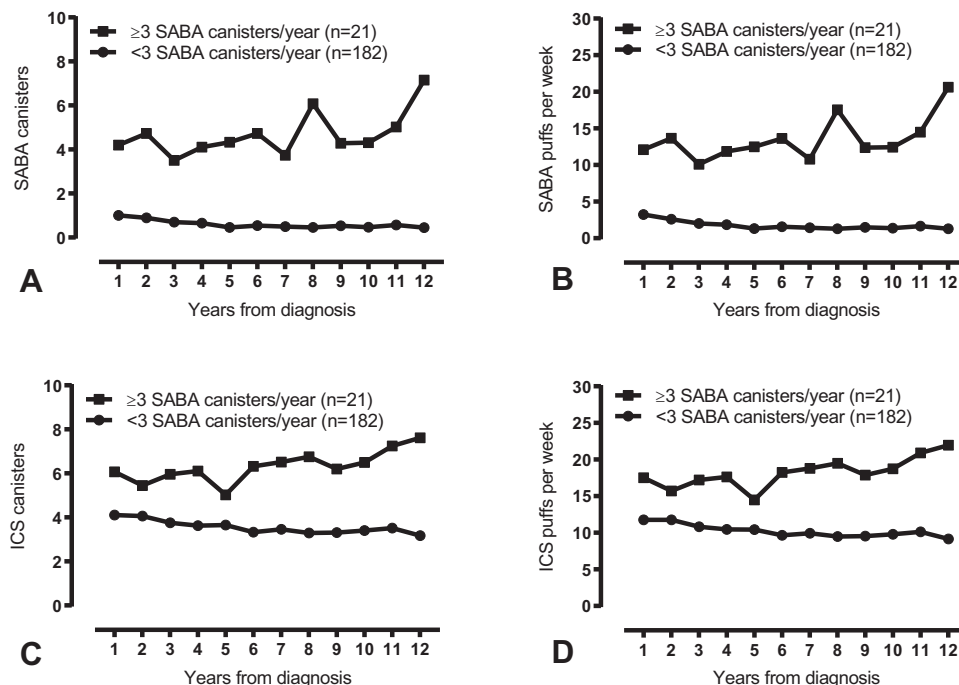 10
8
6
4
2
0
SABA canisters
≥3 SABA canisters/year (n=21)
<3 SABA canisters/year (n=182)
1 2 3 4 5 6 7 8 9 10 11 12
Years from diagnosis
A
30
25
20
15
10
5
0
SABA puffs per week
≥3 SABA canisters/year (n=21)
<3 SABA canisters/year (n=182)
1 2 3 4 5 6 7 8 9 10 11 12
Years from diagnosis
B
10
8
6
4
2
0
ICS canisters
≥3 SABA canisters/year (n=21)
<3 SABA canisters/year (n=182)
1 2 3 4 5 6 7 8 9 10 11 12
Years from diagnosis
C
30
25
20
15
10
5
0
ICS puffs per week
≥3 SABA canisters/year (n=21)
<3 SABA canisters/year (n=182)
1 2 3 4 5 6 7 8 9 10 11 12
Years from diagnosis
D